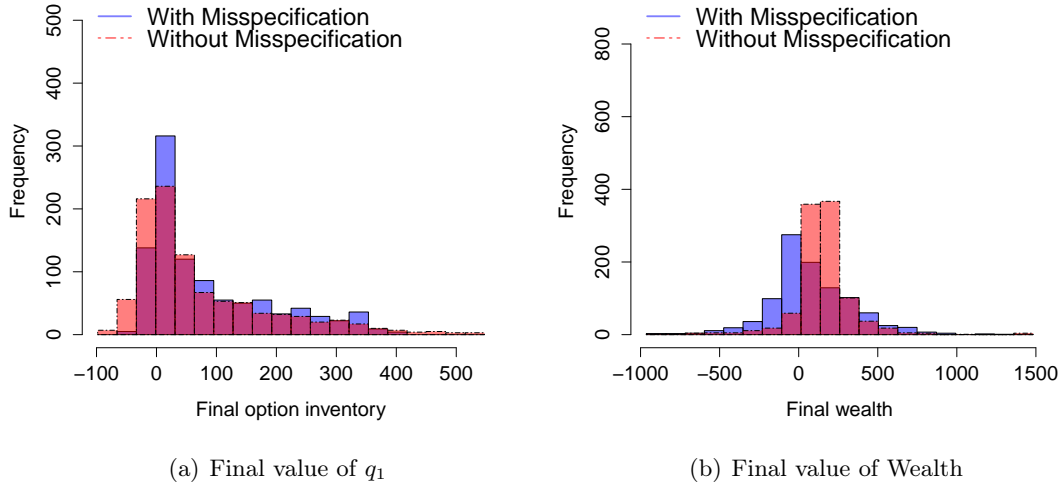 With Misspecification
Without Misspecification
500
400
300
200
100
0
Frequency
−100 0 100 200 300 400 500
Final option inventory
(a) Final value of q1
With Misspecification
Without Misspecification
800
600
400
200
0
Frequency
−1000 −500 0 500 1000 1500
Final wealth
(b) Final value of Wealth